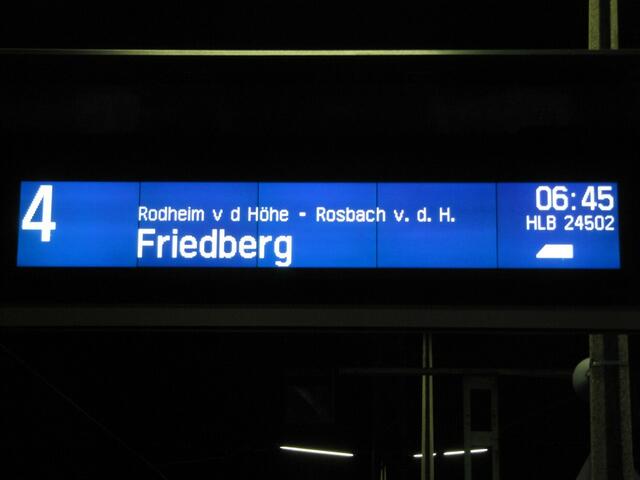 4
Rodheim v d Höhe - Rosbach v. d. H.
Friedberg
06:45
HLB 24502